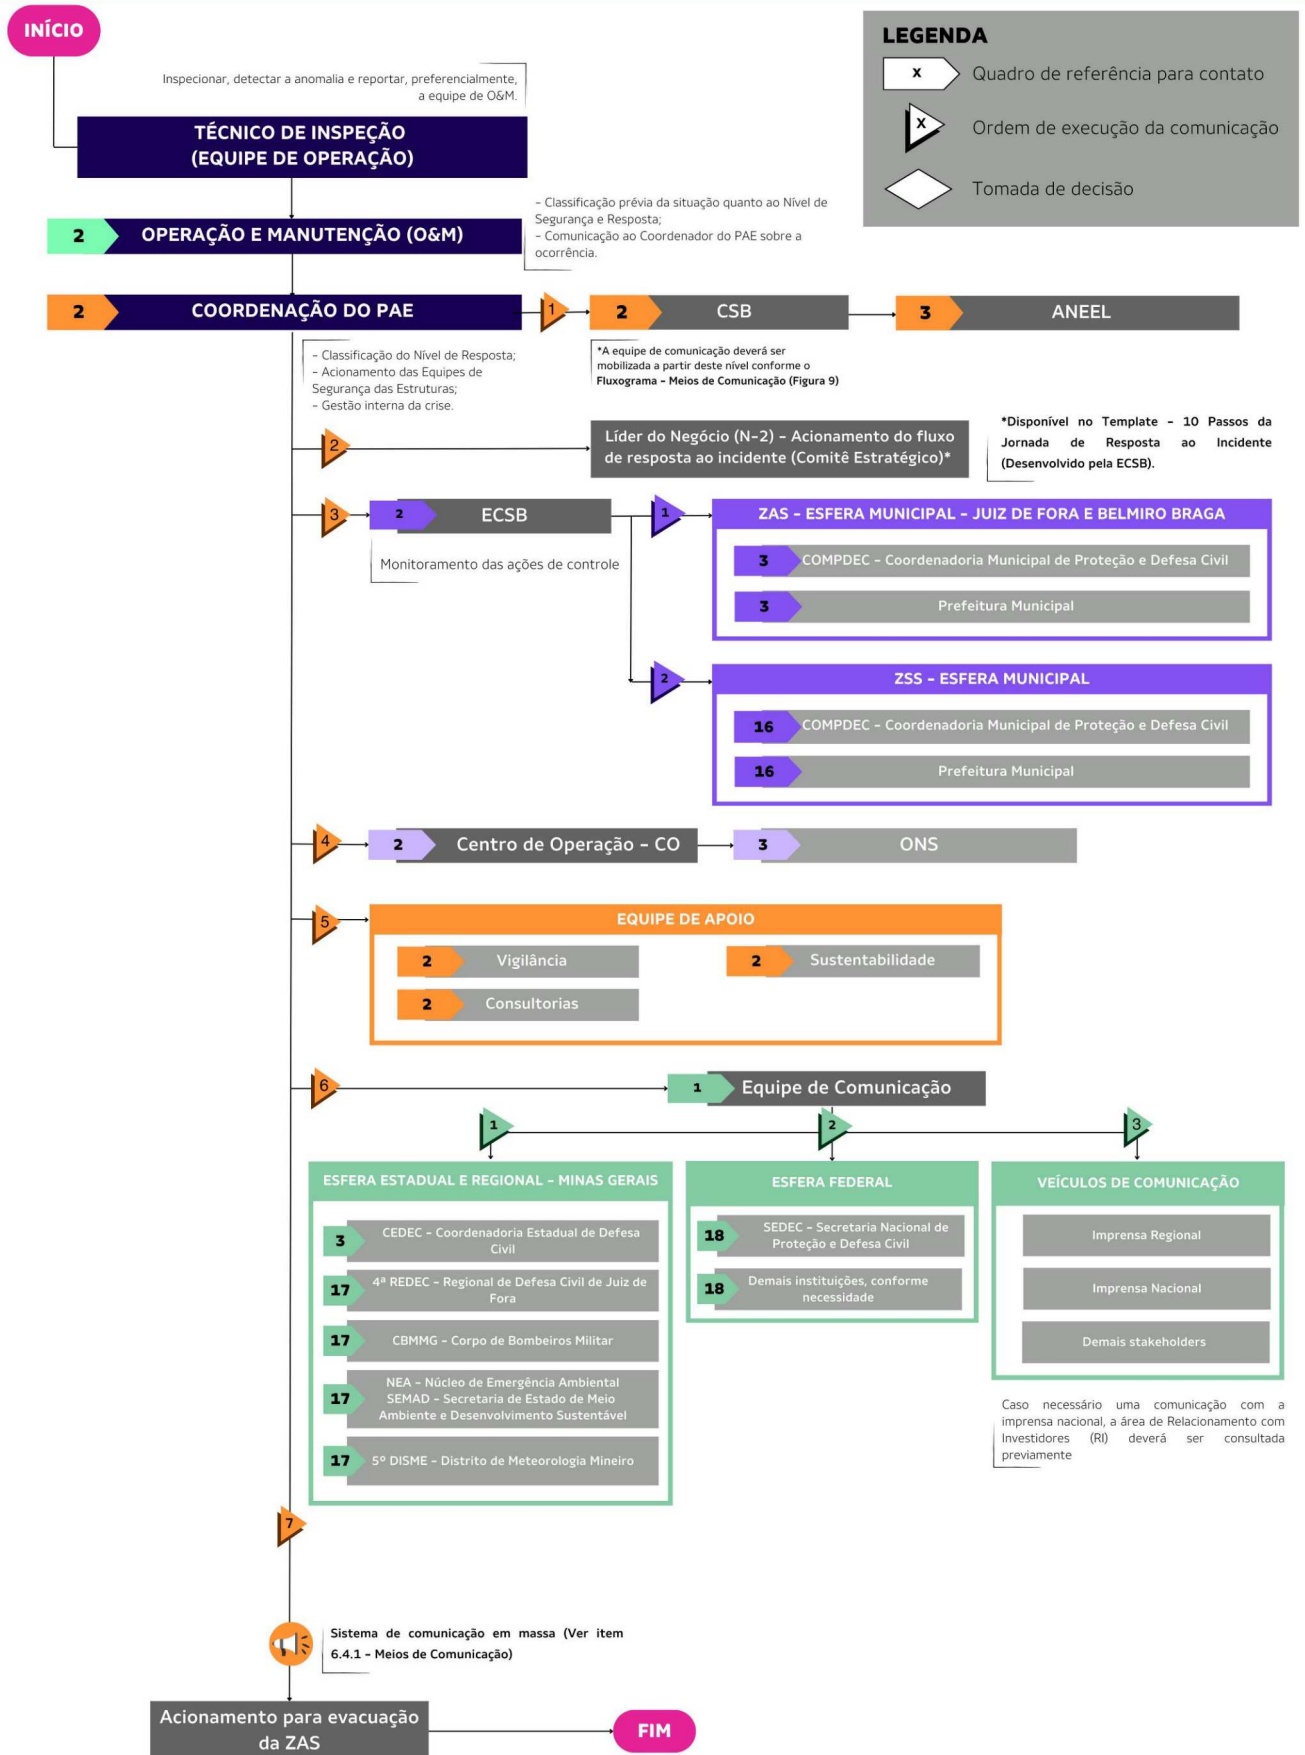 INÍCIO
LEGENDA
x
Quadro de referência para contato
x
Ordem de execução da comunicação
Tomada de decisão
Inspecionar, detectar a anomalia e reportar, preferencialmente,
a equipe de O&M.
TÉCNICO DE INSPEÇÃO
(EQUIPE DE OPERAÇÃO)
2
OPERAÇÃO E MANUTENÇÃO (O&M)
- Classificação prévia da situação quanto ao Nível de
Segurança e Resposta;
- Comunicação ao Coordenador do PAE sobre a
ocorrência.
2
COORDENAÇÃO DO PAE
1
2
CSB
3
ANEEL
- Classificação do Nível de Resposta;
- Acionamento das Equipes de
Segurança das Estruturas;
- Gestão interna da crise.
*A equipe de comunicação deverá ser
mobilizada a partir deste nível conforme o
Fluxograma - Meios de Comunicação (Figura 9)
2
Líder do Negócio (N-2) - Acionamento do fluxo
de resposta ao incidente (Comitê Estratégico)*
*Disponível no Template - 10 Passos da
Jornada de Resposta ao Incidente
(Desenvolvido pela ECSB).
3
2
ECSB
Monitoramento das ações de controle
1
ZAS - ESFERA MUNICIPAL - JUIZ DE FORA E BELMIRO BRAGA
3
COMPDEC - Coordenadoria Municipal de Proteção e Defesa Civil
3
Prefeitura Municipal
2
ZSS - ESFERA MUNICIPAL
16
COMPDEC - Coordenadoria Municipal de Proteção e Defesa Civil
16
Prefeitura Municipal
4
2
Centro de Operação - CO
3
ONS
5
EQUIPE DE APOIO
2
Vigilância
2
Sustentabilidade
2
Consultorias
6
1
Equipe de Comunicação
1
2
3
ESFERA ESTADUAL E REGIONAL - MINAS GERAIS
3
CEDEC - Coordenadoria Estadual de Defesa
Civil
17
4ª REDEC - Regional de Defesa Civil de Juiz de
Fora
17
CBMMG - Corpo de Bombeiros Militar
17
NEA - Núcleo de Emergência Ambiental
SEMAD - Secretaria de Estado de Meio
Ambiente e Desenvolvimento Sustentável
17
5º DISME - Distrito de Meteorologia Mineiro
ESFERA FEDERAL
18
SEDEC - Secretaria Nacional de
Proteção e Defesa Civil
18
Demais instituições, conforme
necessidade
VEÍCULOS DE COMUNICAÇÃO
Imprensa Regional
Imprensa Nacional
Demais stakeholders
Caso necessário uma comunicação com a
imprensa nacional, a área de Relacionamento com
Investidores (RI) deverá ser consultada
previamente
7
Sistema de comunicação em massa (Ver item
6.4.1 - Meios de Comunicação)
Acionamento para evacuação
da ZAS
FIM